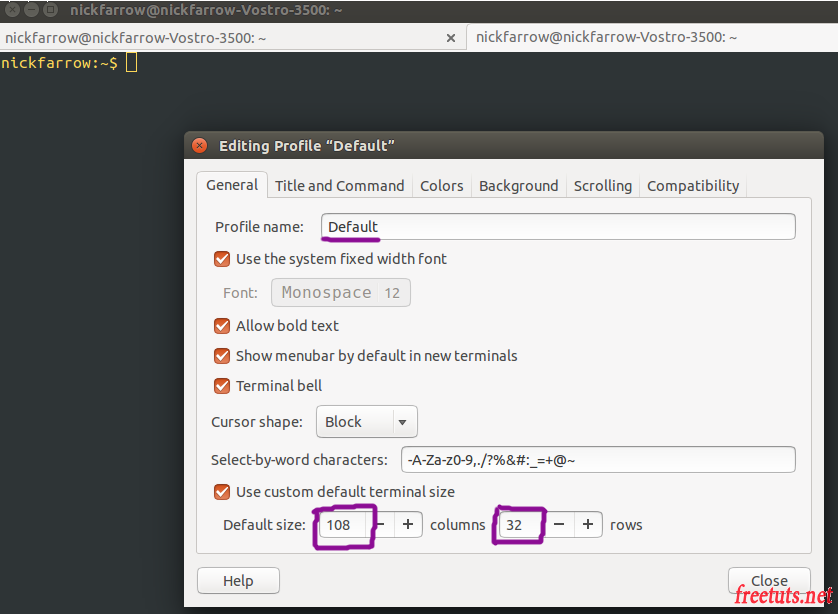 nickfarrow@nickfarrow-Vostro-3500: ~
nickfarrow@nickfarrow-Vostro-3500: ~ × nickfarrow@nickfarrow-Vostro-3500: ~
nickfarrow:~$
Editing Profile “Default”
General Title and Command Colors Background Scrolling Compatibility
Profile name: Default
Use the system fixed width font
Font: Monospace 12
Allow bold text
Show menubar by default in new terminals
Terminal bell
Cursor shape: Block
Select-by-word characters: -A-Za-z0-9,./?%&#:_=+@~
Use custom default terminal size
Default size: 108 − + columns 32 − + rows
Help Close
freetuts.net